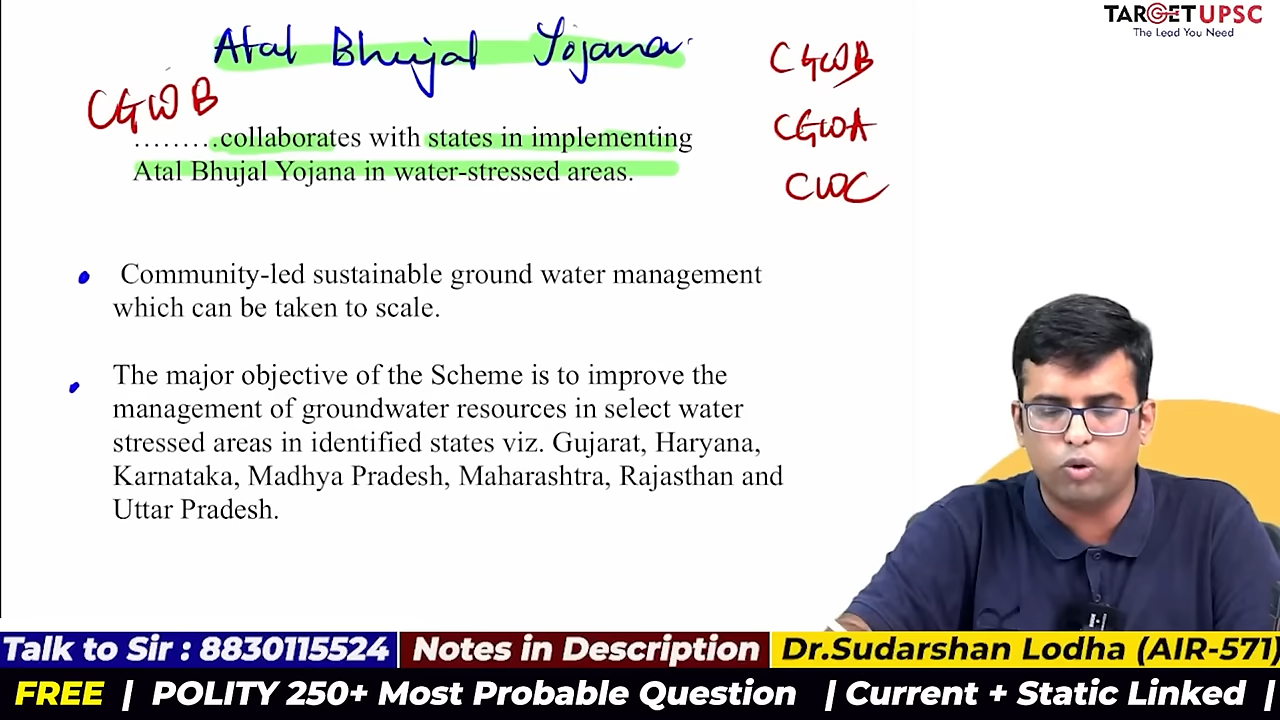 TARGET UPSC
The Lead You Need
Atal Bhujal Yojana
CGWB
CGWB
CGWA
CWC
.........collaborates with states in implementing
Atal Bhujal Yojana in water-stressed areas.
Community-led sustainable ground water management
which can be taken to scale.
The major objective of the Scheme is to improve the
management of groundwater resources in select water
stressed areas in identified states viz. Gujarat, Haryana,
Karnataka, Madhya Pradesh, Maharashtra, Rajasthan and
Uttar Pradesh.
Talk to Sir : 8830115524 Notes in Description Dr.Sudarshan Lodha (AIR-571)
FREE | POLITY 250+ Most Probable Question | Current + Static Linked |